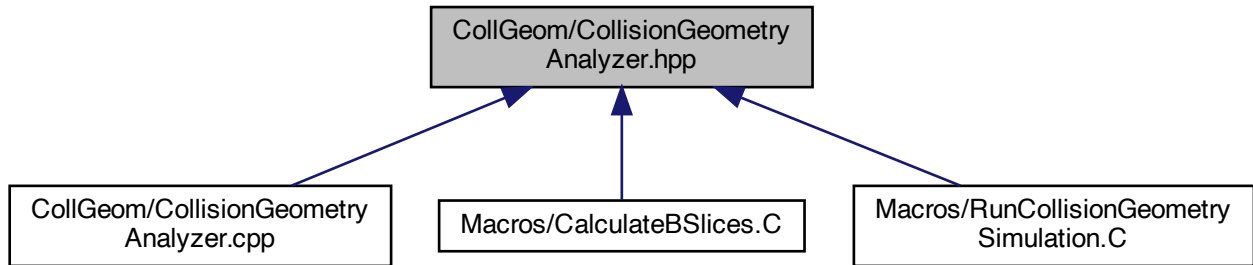 CollGeom/CollisionGeometry
Analyzer.hpp
CollGeom/CollisionGeometry
Analyzer.cpp
Macros/CalculateBSlices.C
Macros/RunCollisionGeometry
Simulation.C